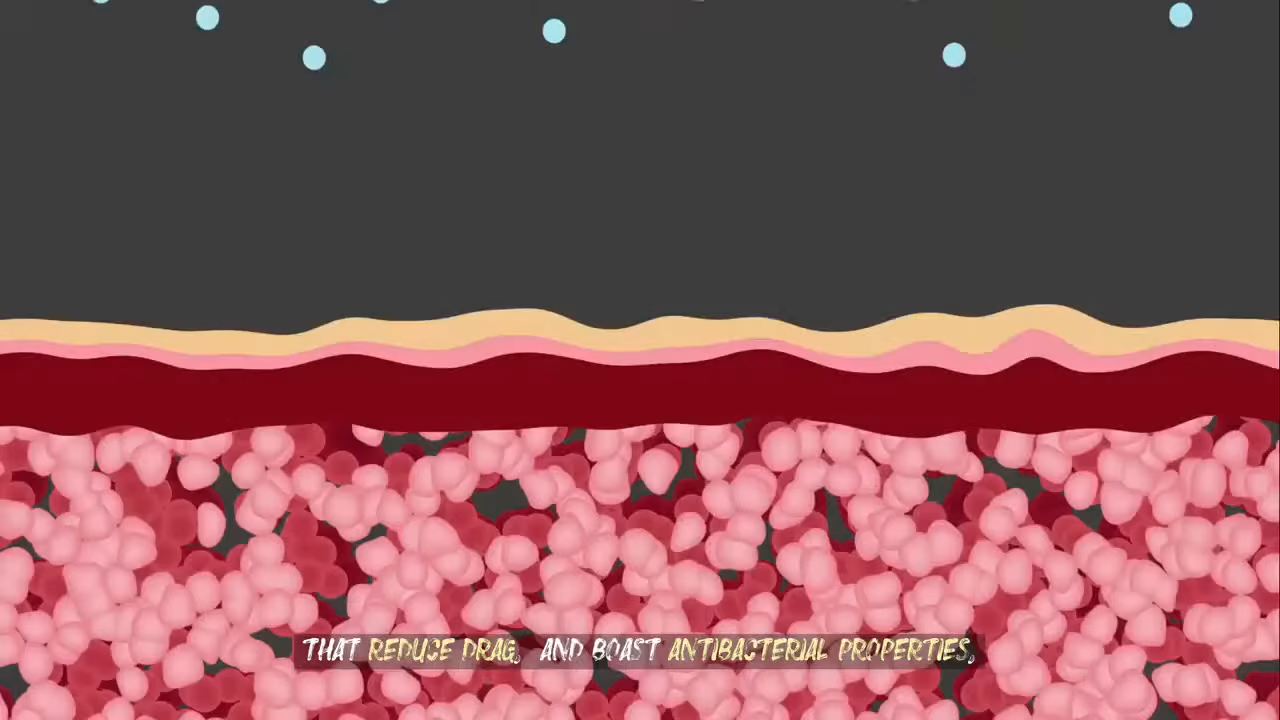 THAT REDUCE DRAG, AND BOAST ANTIBACTERIAL PROPERTIES,